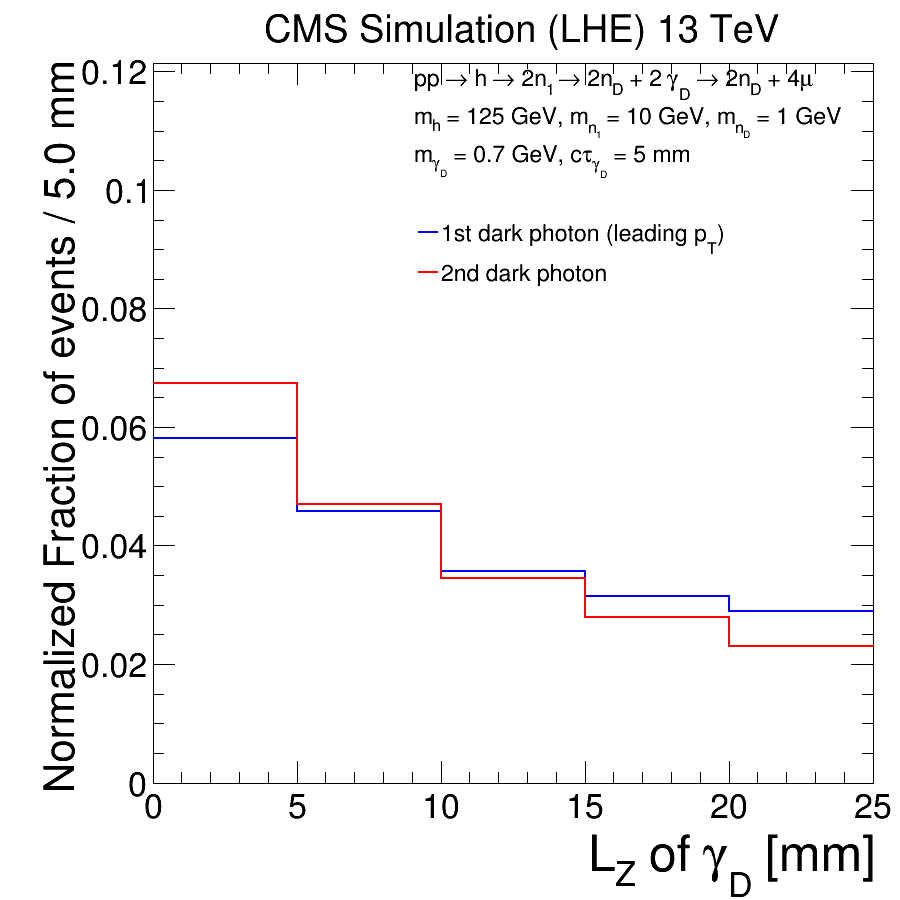 CMS Simulation (LHE) 13 TeV
Normalized Fraction of events / 5.0 mm
pp → h → 2n₁ → 2n_D + 2 γ_D → 2n_D + 4μ
m_h = 125 GeV, m_n₁ = 10 GeV, m_n_D = 1 GeV
m_γ_D = 0.7 GeV, cτ_γ_D = 5 mm
1st dark photon (leading p_T)
2nd dark photon
0.12
0.1
0.08
0.06
0.04
0.02
0
0 5 10 15 20 25
L_Z of γ_D [mm]